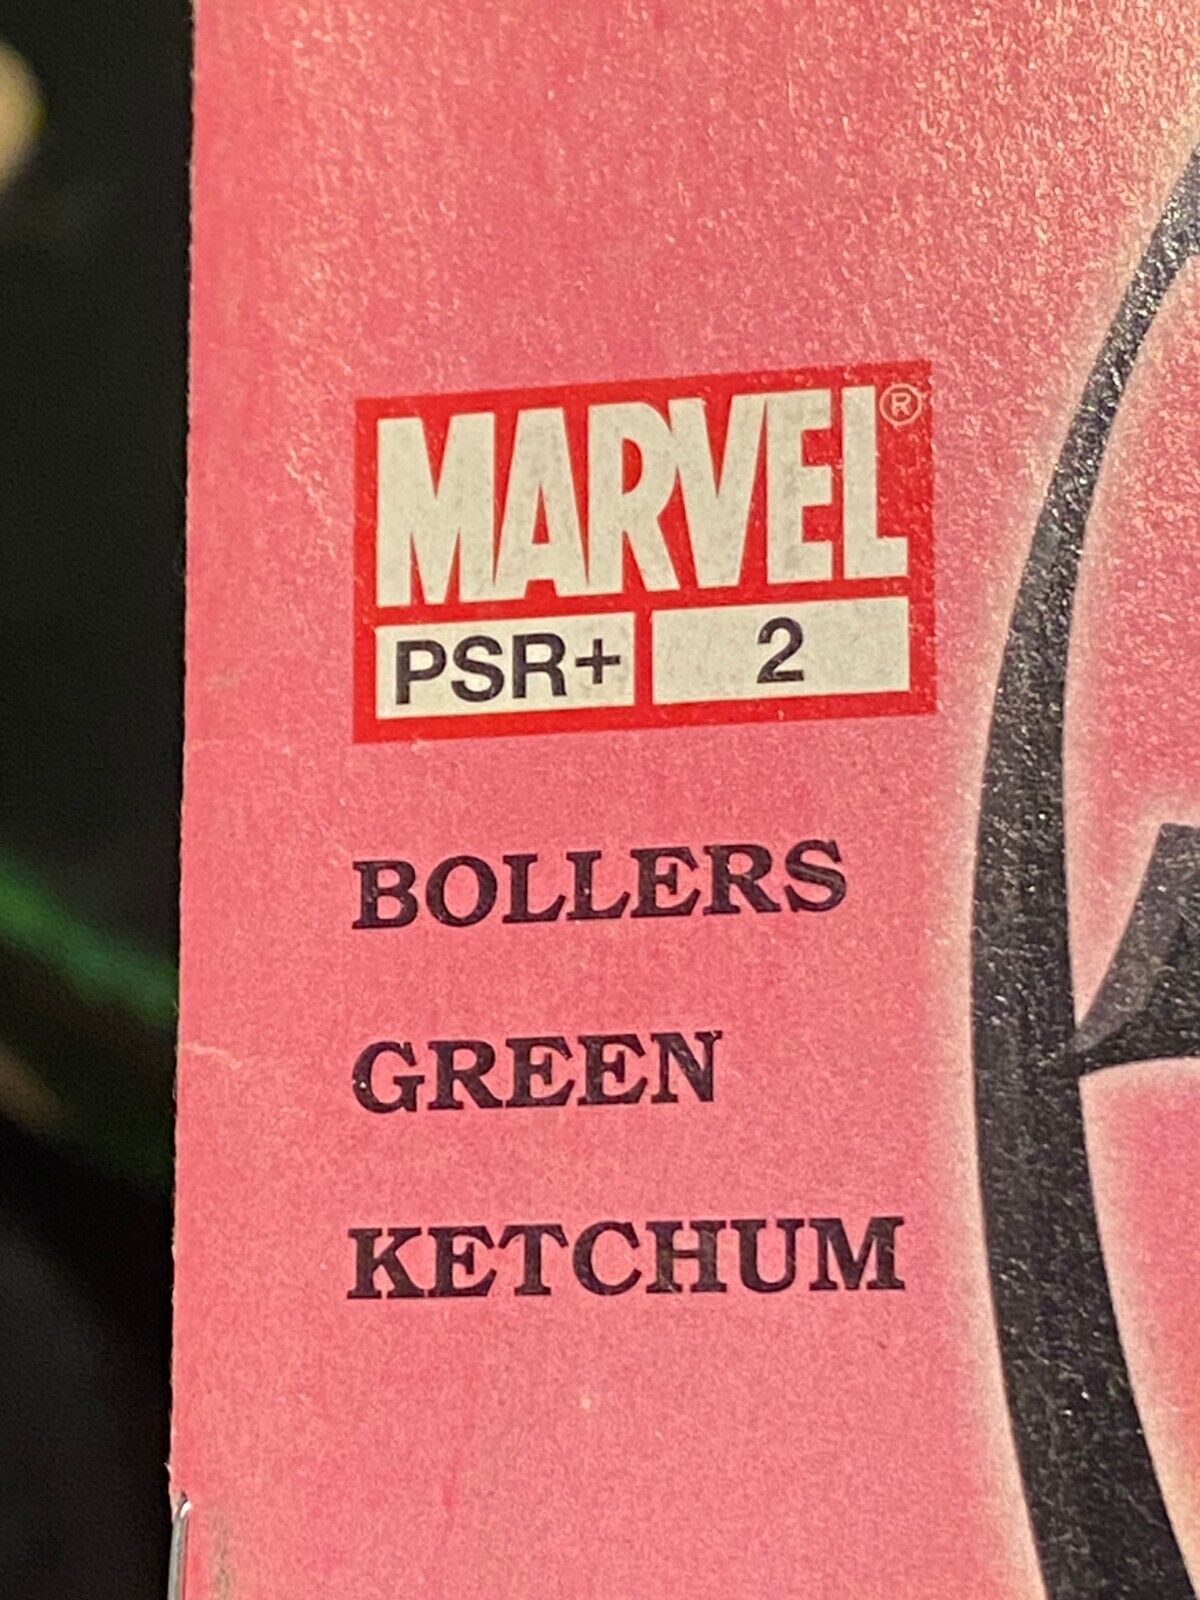 MARVEL®
PSR+ 2
BOLLERS
GREEN
KETCHUM